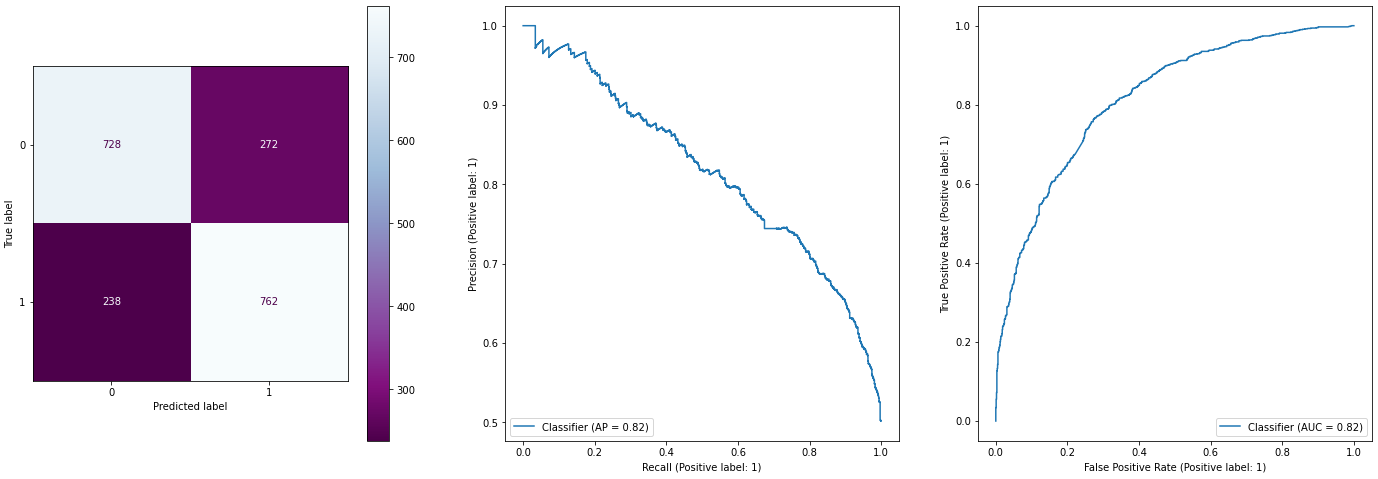 728 272
238 762
0
1
True label
0 1
Predicted label
700
600
500
400
300
1.0
0.9
0.8
0.7
0.6
0.5
Precision (Positive label: 1)
Classifier (AP = 0.82)
0.0 0.2 0.4 0.6 0.8 1.0
Recall (Positive label: 1)
1.0
0.8
0.6
0.4
0.2
0.0
True Positive Rate (Positive label: 1)
Classifier (AUC = 0.82)
0.0 0.2 0.4 0.6 0.8 1.0
False Positive Rate (Positive label: 1)